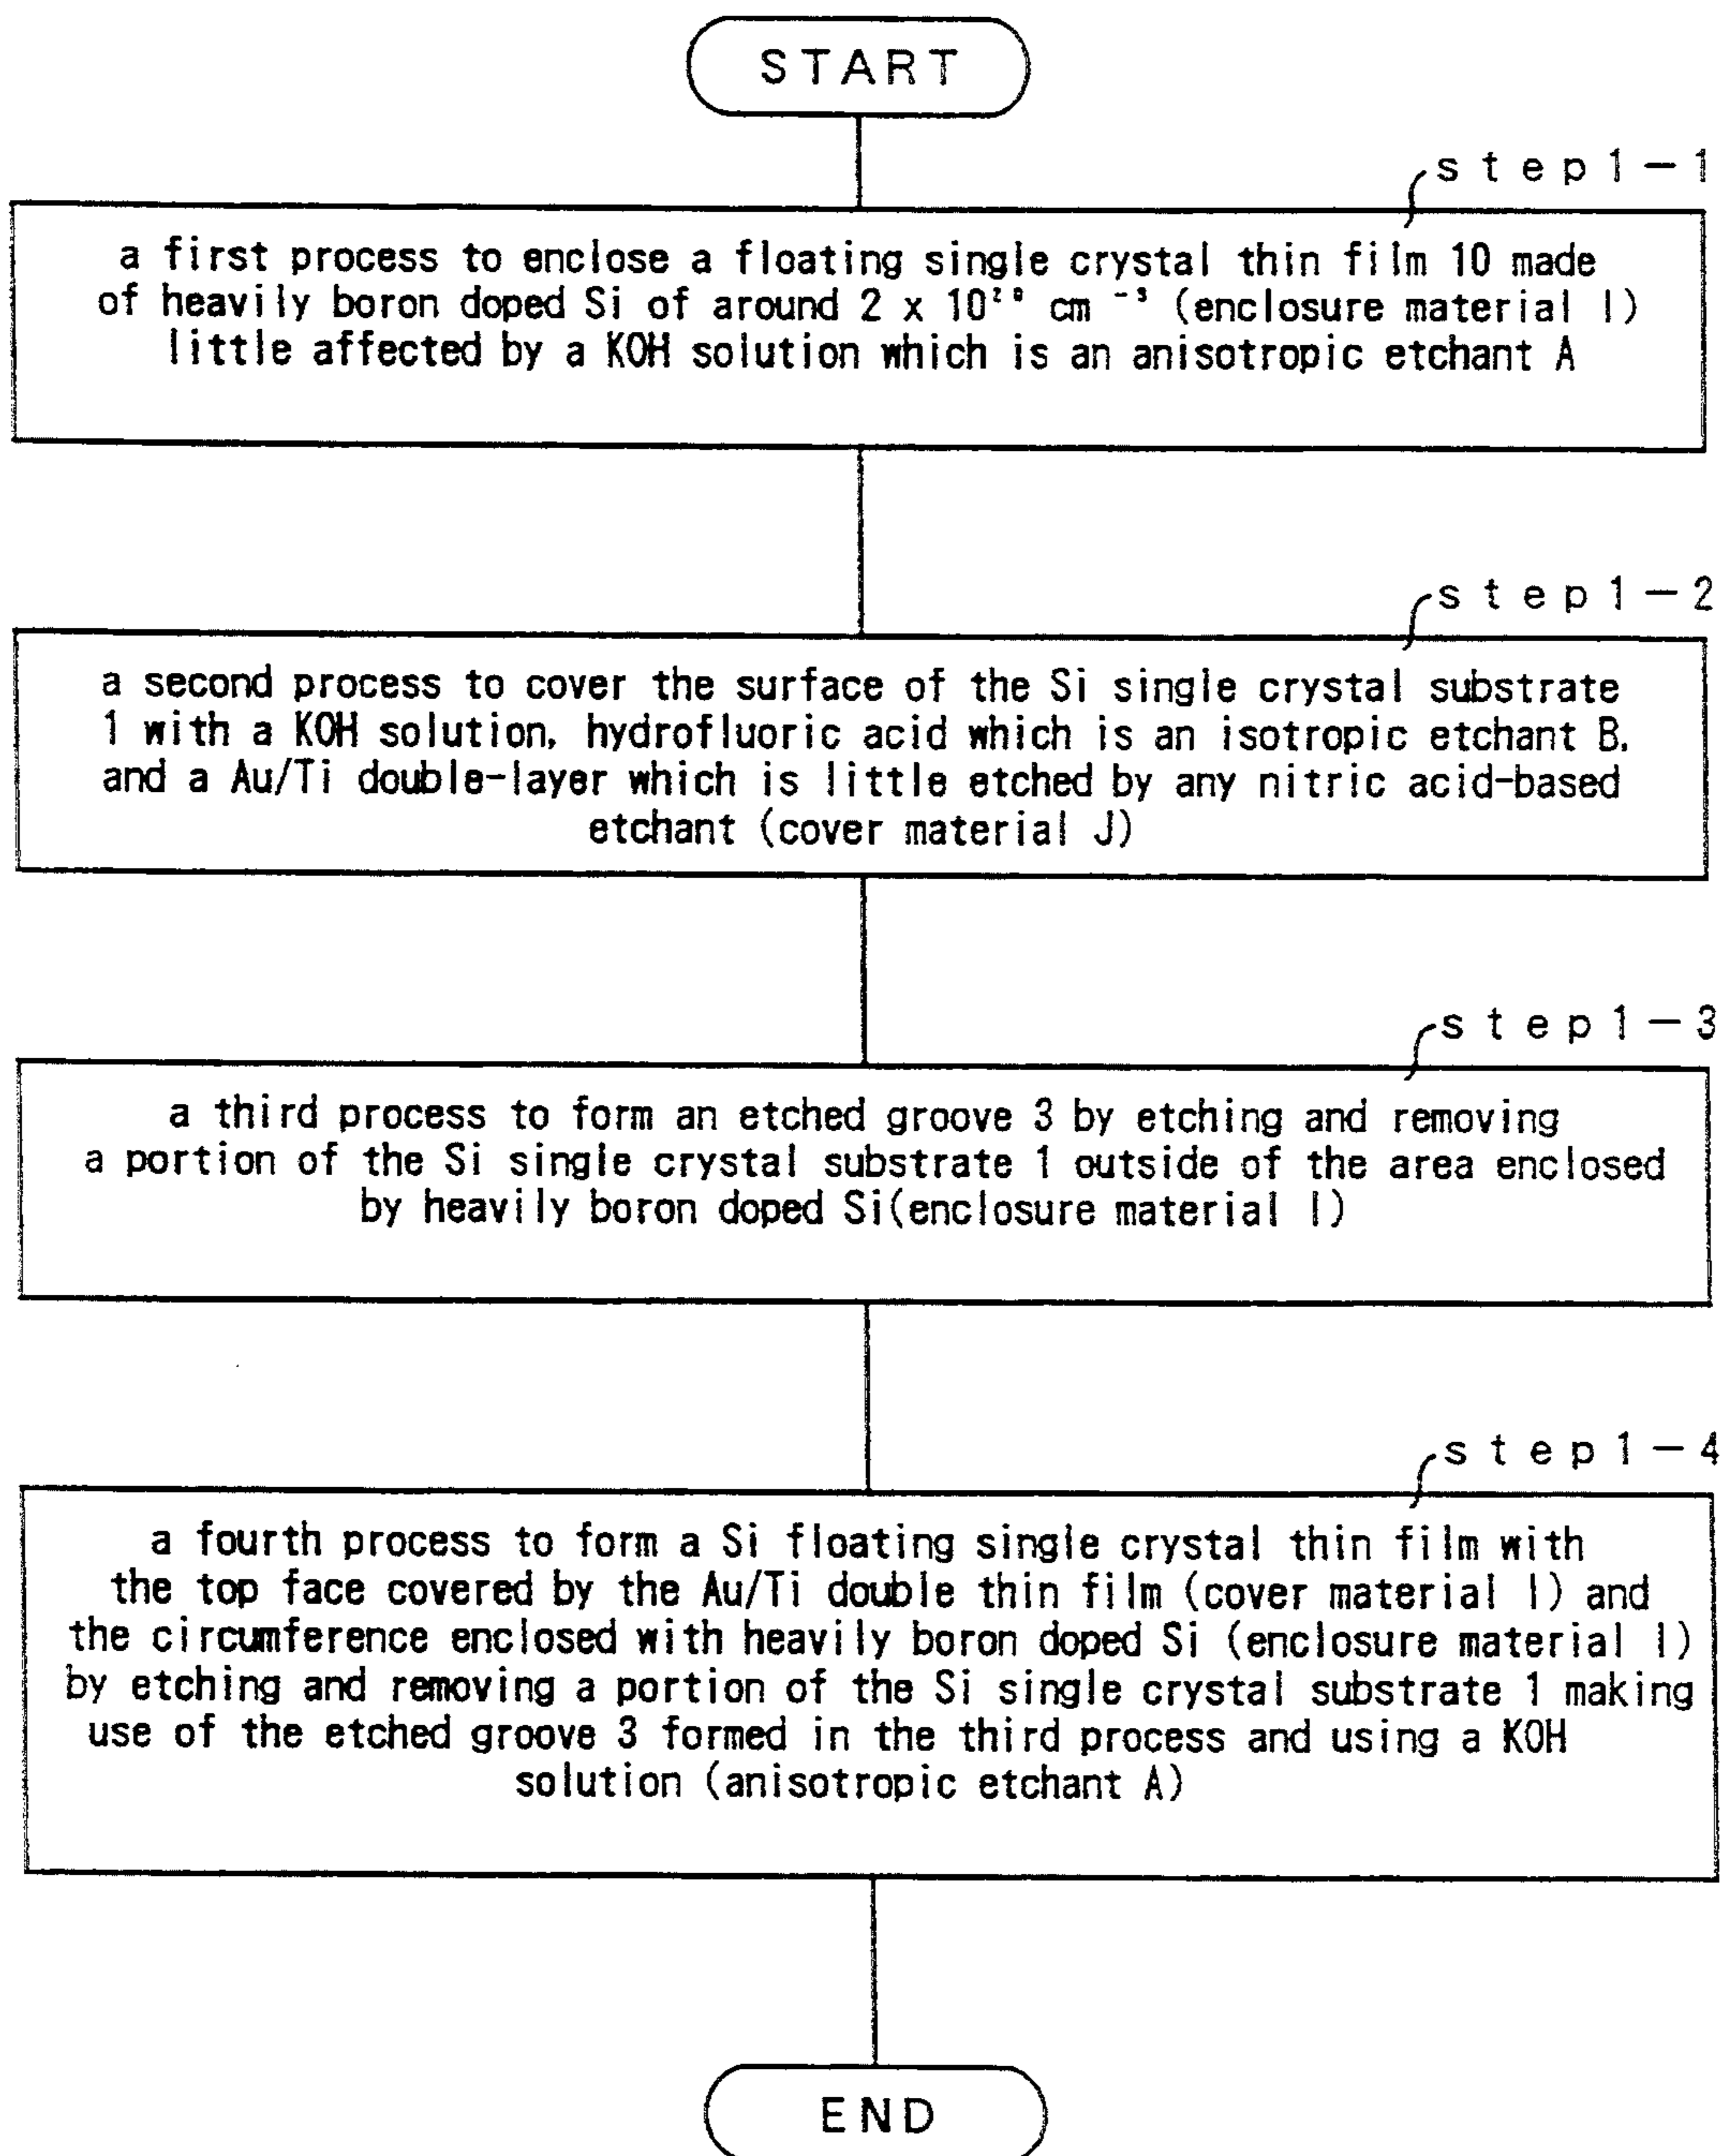 START
step1-1
a first process to enclose a floating single crystal thin film 10 made
of heavily boron doped Si of around 2 x 10²⁰ cm ⁻³ (enclosure material I)
little affected by a KOH solution which is an anisotropic etchant A
step1-2
a second process to cover the surface of the Si single crystal substrate
1 with a KOH solution, hydrofluoric acid which is an isotropic etchant B,
and a Au/Ti double-layer which is little etched by any nitric acid-based
etchant (cover material J)
step1-3
a third process to form an etched groove 3 by etching and removing
a portion of the Si single crystal substrate 1 outside of the area enclosed
by heavily boron doped Si(enclosure material I)
step1-4
a fourth process to form a Si floating single crystal thin film with
the top face covered by the Au/Ti double thin film (cover material I) and
the circumference enclosed with heavily boron doped Si (enclosure material I)
by etching and removing a portion of the Si single crystal substrate 1 making
use of the etched groove 3 formed in the third process and using a KOH
solution (anisotropic etchant A)
END